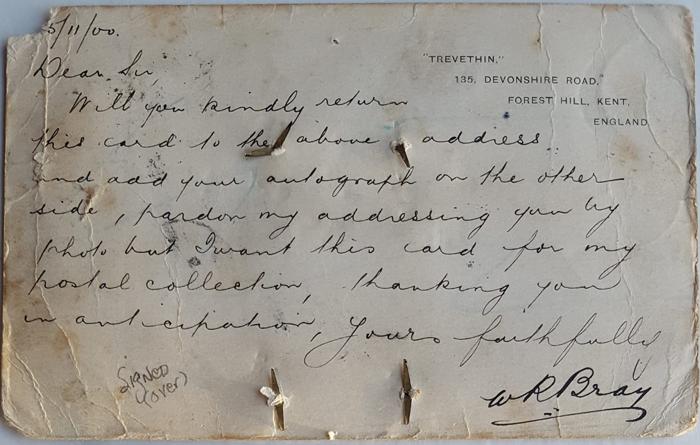 5/11/00.
"TREVETHIN,"
135, DEVONSHIRE ROAD,
FOREST HILL, KENT,
ENGLAND
Dear Sir,
Will you kindly return
this card to the above address
and add your autograph on the other
side, pardon my addressing you by
photo but I want this card for my
postal collection, thanking you
in anticipation, Yours faithfully
W R Bray
SIGNED
(over)